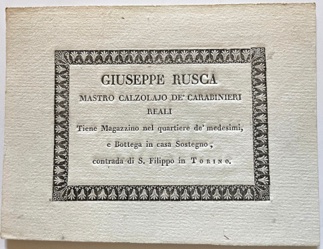 GIUSEPPE RUSCA
MASTRO CALZOLAJO DE' CARABINIERI
REALI
Tiene Magazzino nel quartiere de' medesimi,
e Bottega in casa Sostegno,
contrada di S. Filippo in TORINO.